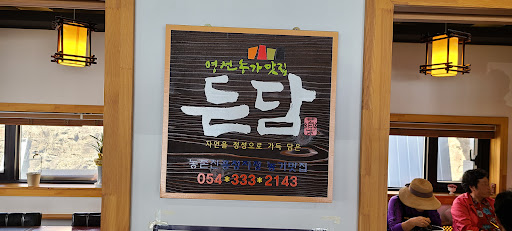 영천농가맛집
뜨담
자연을 정성으로 가득 담은
054*333*2143